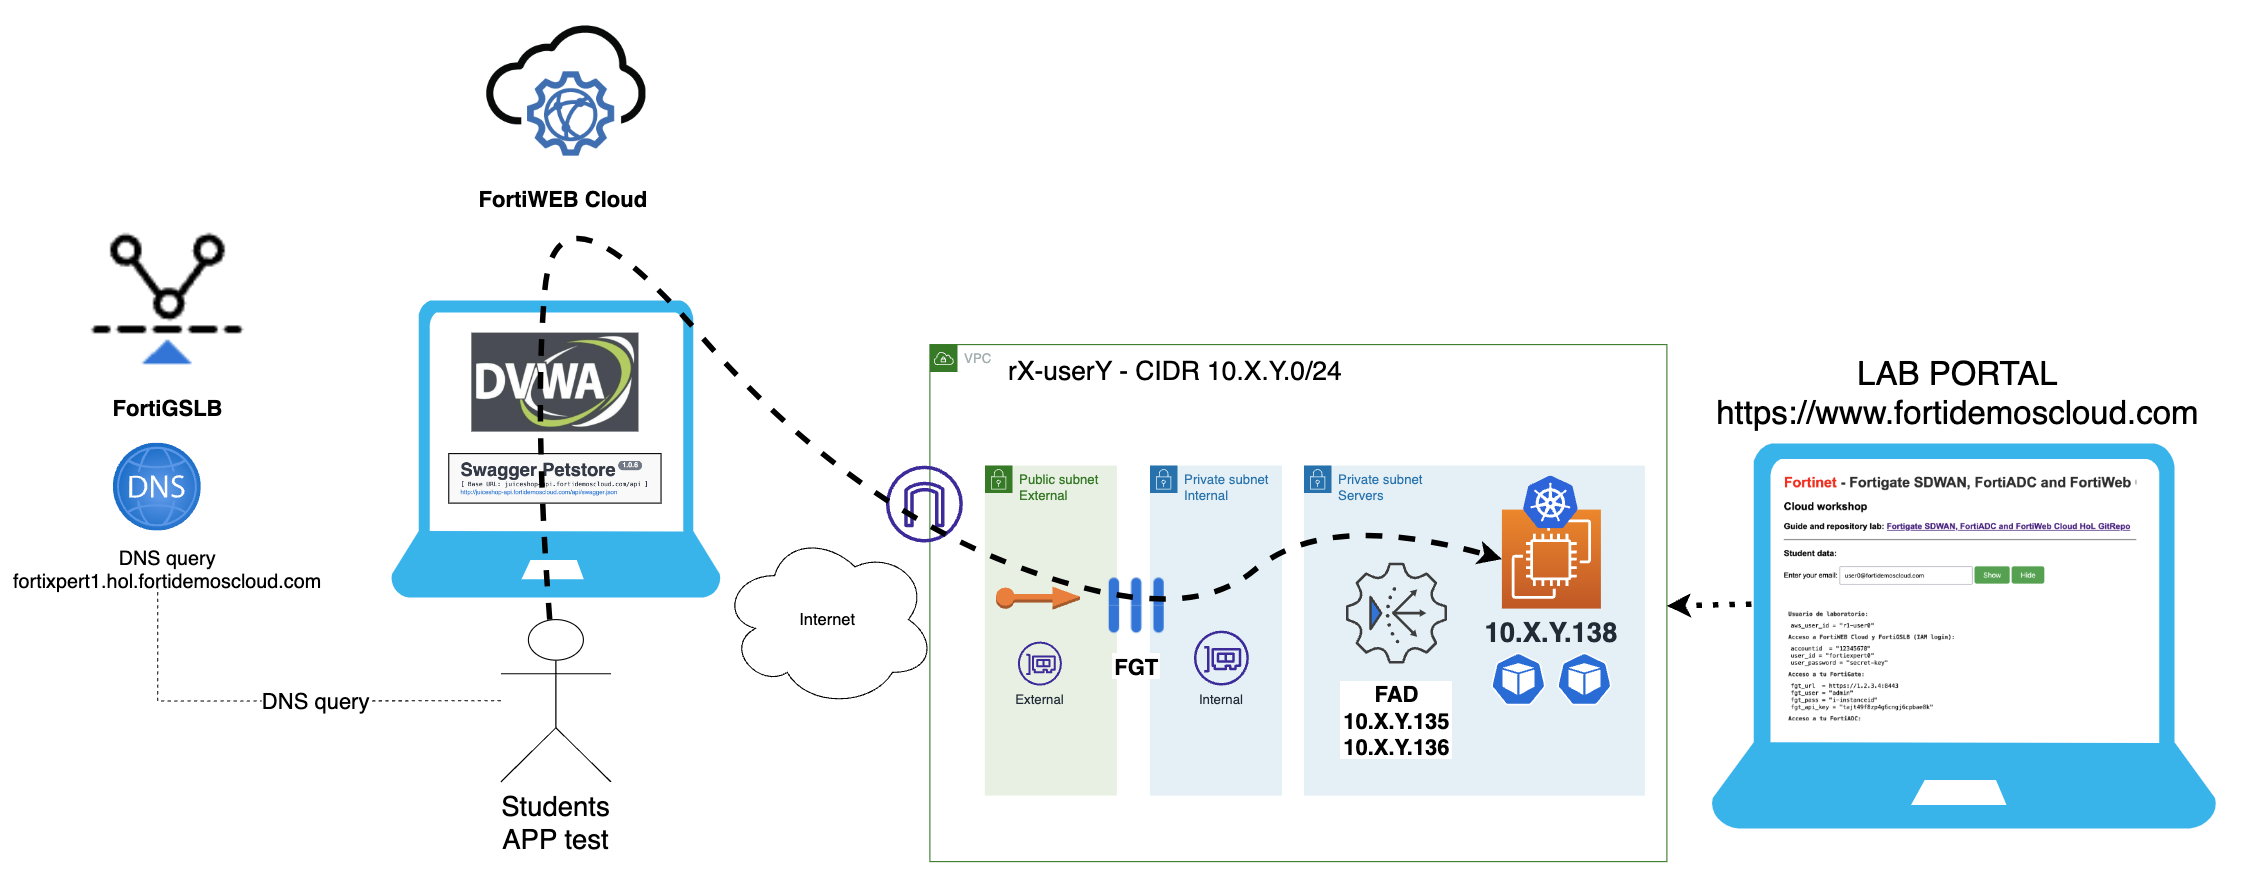 FortiWEB Cloud
FortiGSLB
DNS
DNS query
fortixpert1.hol.fortidemoscloud.com
DNS query
DVWA
Swagger Petstore 1.0.6
[ Base URL: juiceshop-api.fortidemoscloud.com/api ]
http://juiceshop-api.fortidemoscloud.com/api/swagger.json
Students
APP test
Internet
VPC
rX-userY - CIDR 10.X.Y.0/24
Public subnet
External
Private subnet
Internal
Private subnet
Servers
External
FGT
Internal
FAD
10.X.Y.135
10.X.Y.136
10.X.Y.138
LAB PORTAL
https://www.fortidemoscloud.com
Fortinet - Fortigate SDWAN, FortiADC and FortiWeb
Cloud workshop
Guide and repository lab: Fortigate SDWAN, FortiADC and FortiWeb Cloud HoL GitRepo
Student data:
Enter your email: user0@fortidemoscloud.com Show Hide
Usuario de laboratorio:
aws_user_id = "r1-user0"
Acceso a FortiWEB Cloud y FortiGSLB (IAM login):
accountid = "12345678"
user_id = "fortiexpert0"
user_password = "secret-key"
Acceso a tu FortiGate:
fgt_url = https://1.2.3.4:8443
fgt_user = "admin"
fgt_pass = "i-instanceid"
fgt_api_key =
Acceso a tu FortiADC: